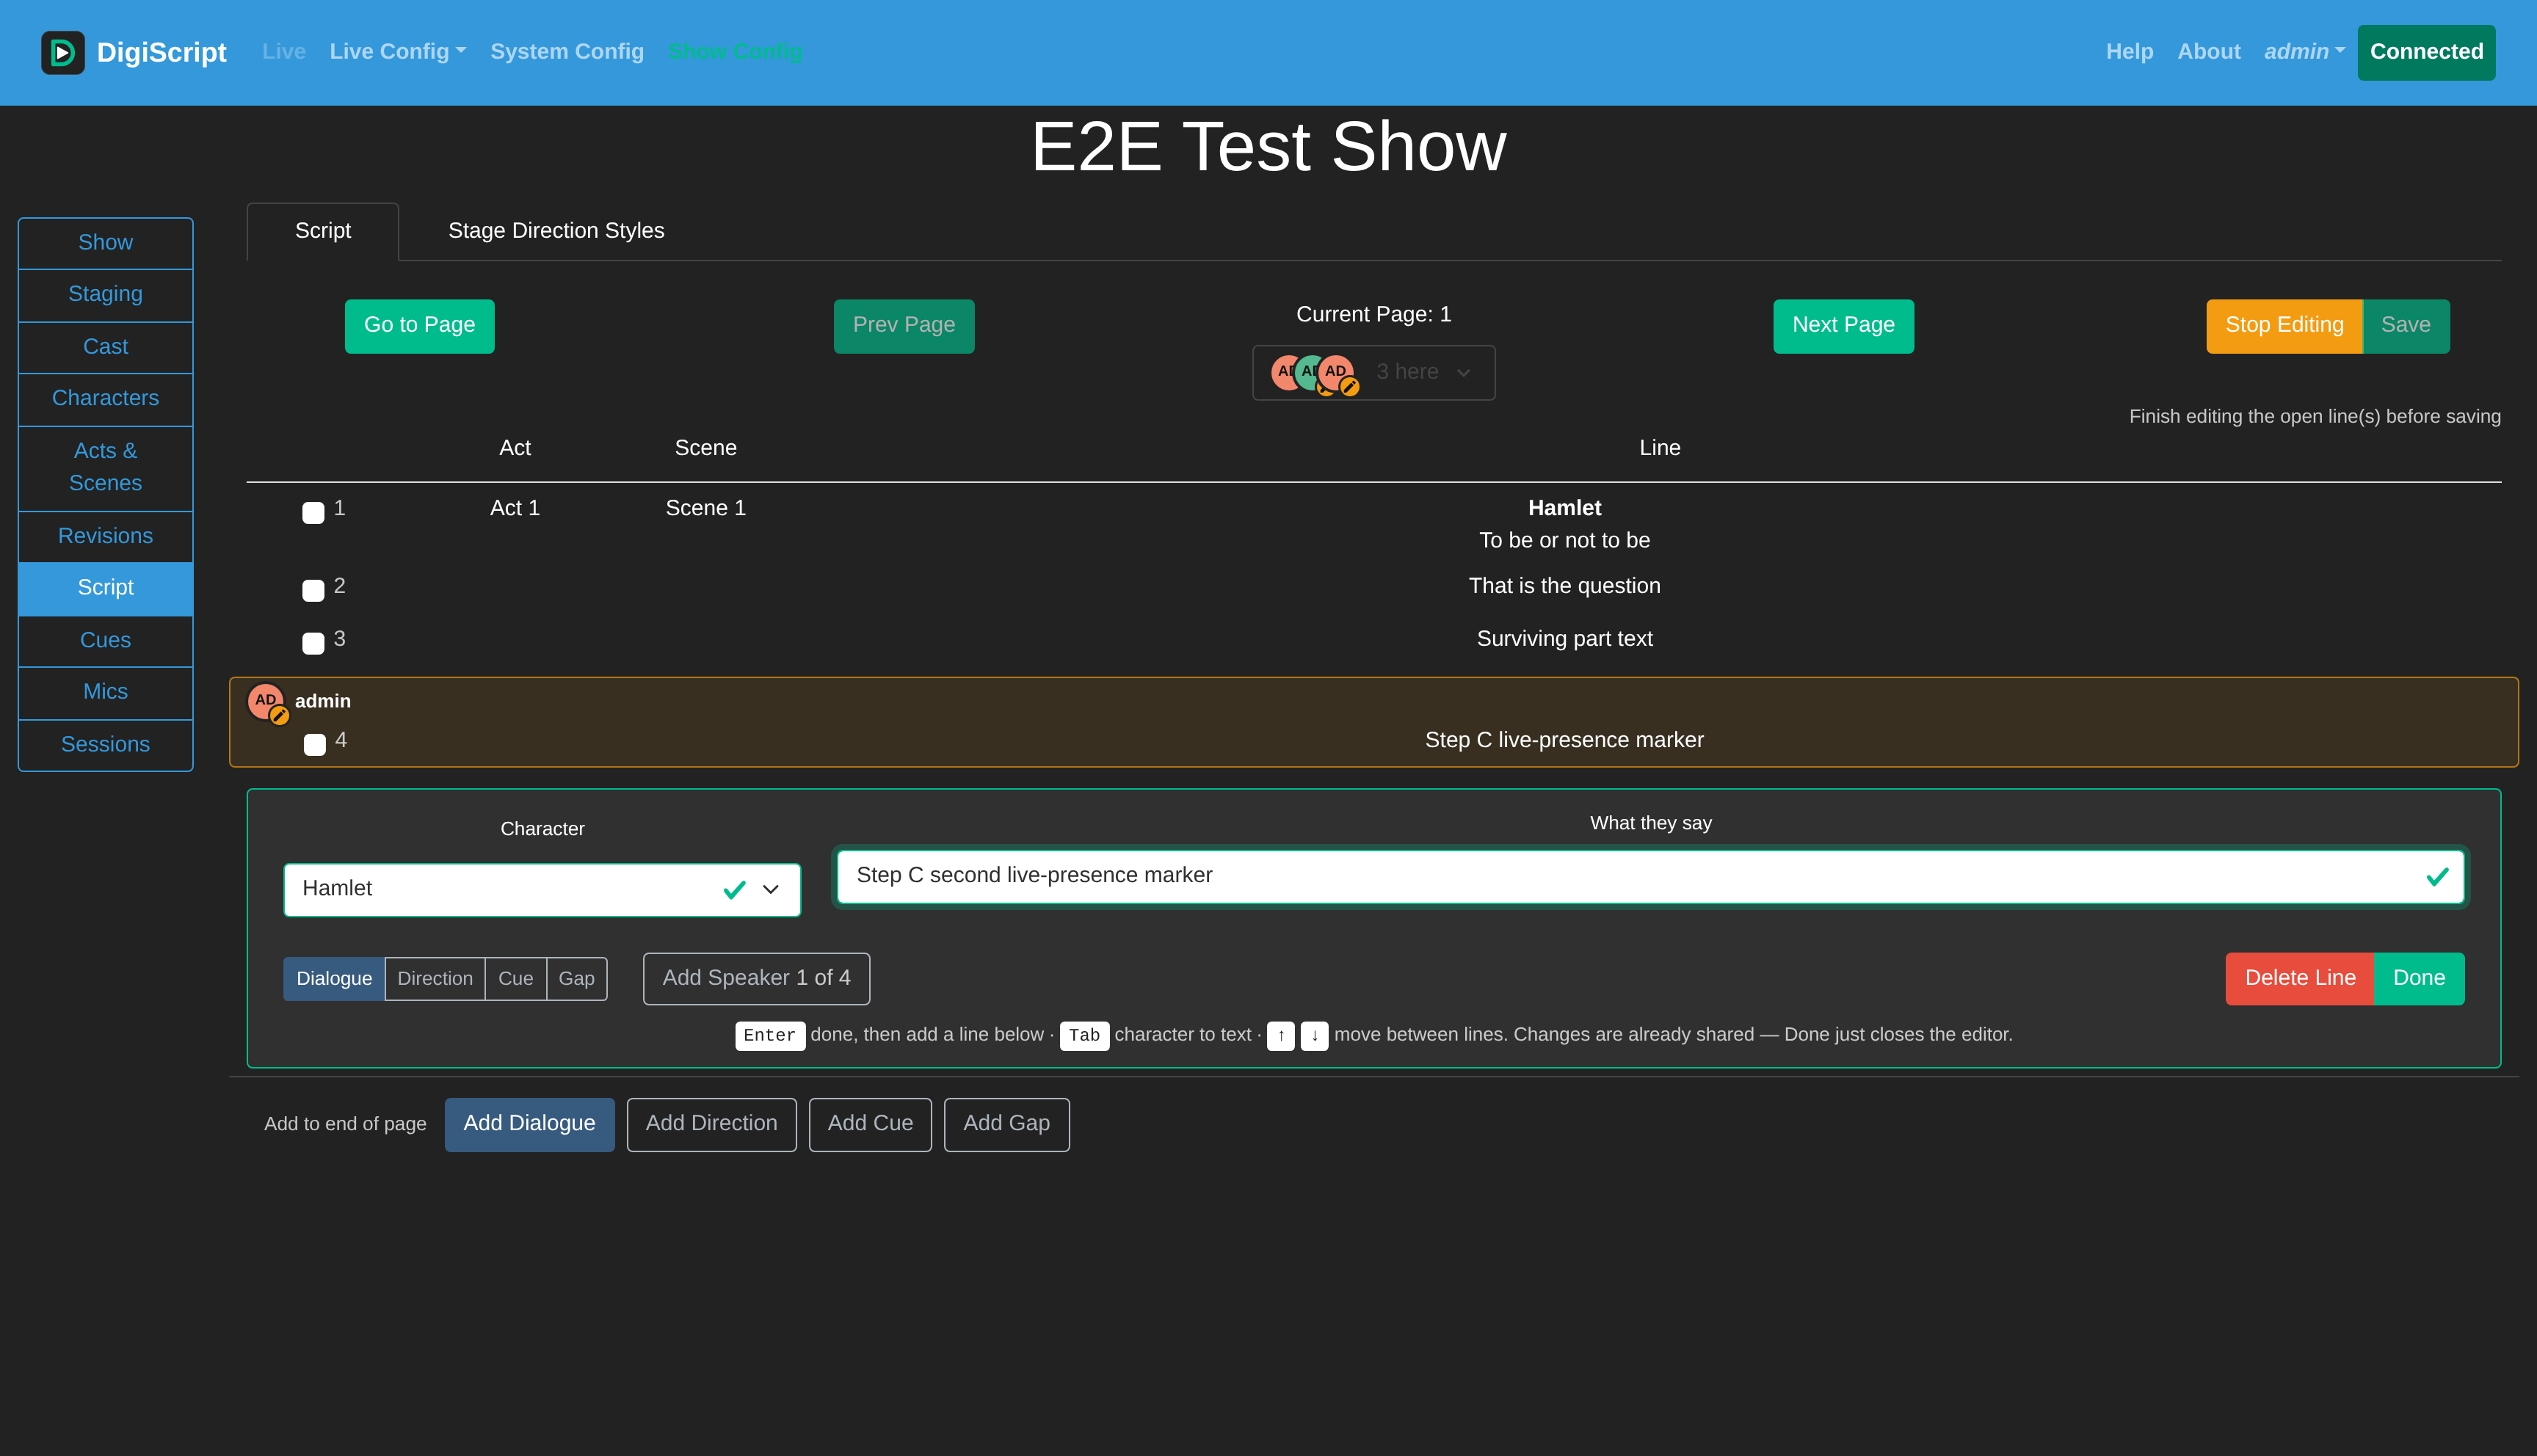 DigiScript Live Live Config System Config Show Config Help About admin Connected
E2E Test Show
Show
Staging
Cast
Characters
Acts &
Scenes
Revisions
Script
Cues
Mics
Sessions
Script Stage Direction Styles
Go to Page Prev Page Current Page: 1 Next Page Stop Editing Save
AD 3 here
Finish editing the open line(s) before saving
Act Scene Line
1 Act 1 Scene 1 Hamlet
To be or not to be
2 That is the question
3 Surviving part text
AD admin
4 Step C live-presence marker
Character What they say
Hamlet Step C second live-presence marker
Dialogue Direction Cue Gap Add Speaker 1 of 4 Delete Line Done
Enter done, then add a line below · Tab character to text · ↑ ↓ move between lines. Changes are already shared — Done just closes the editor.
Add to end of page Add Dialogue Add Direction Add Cue Add Gap